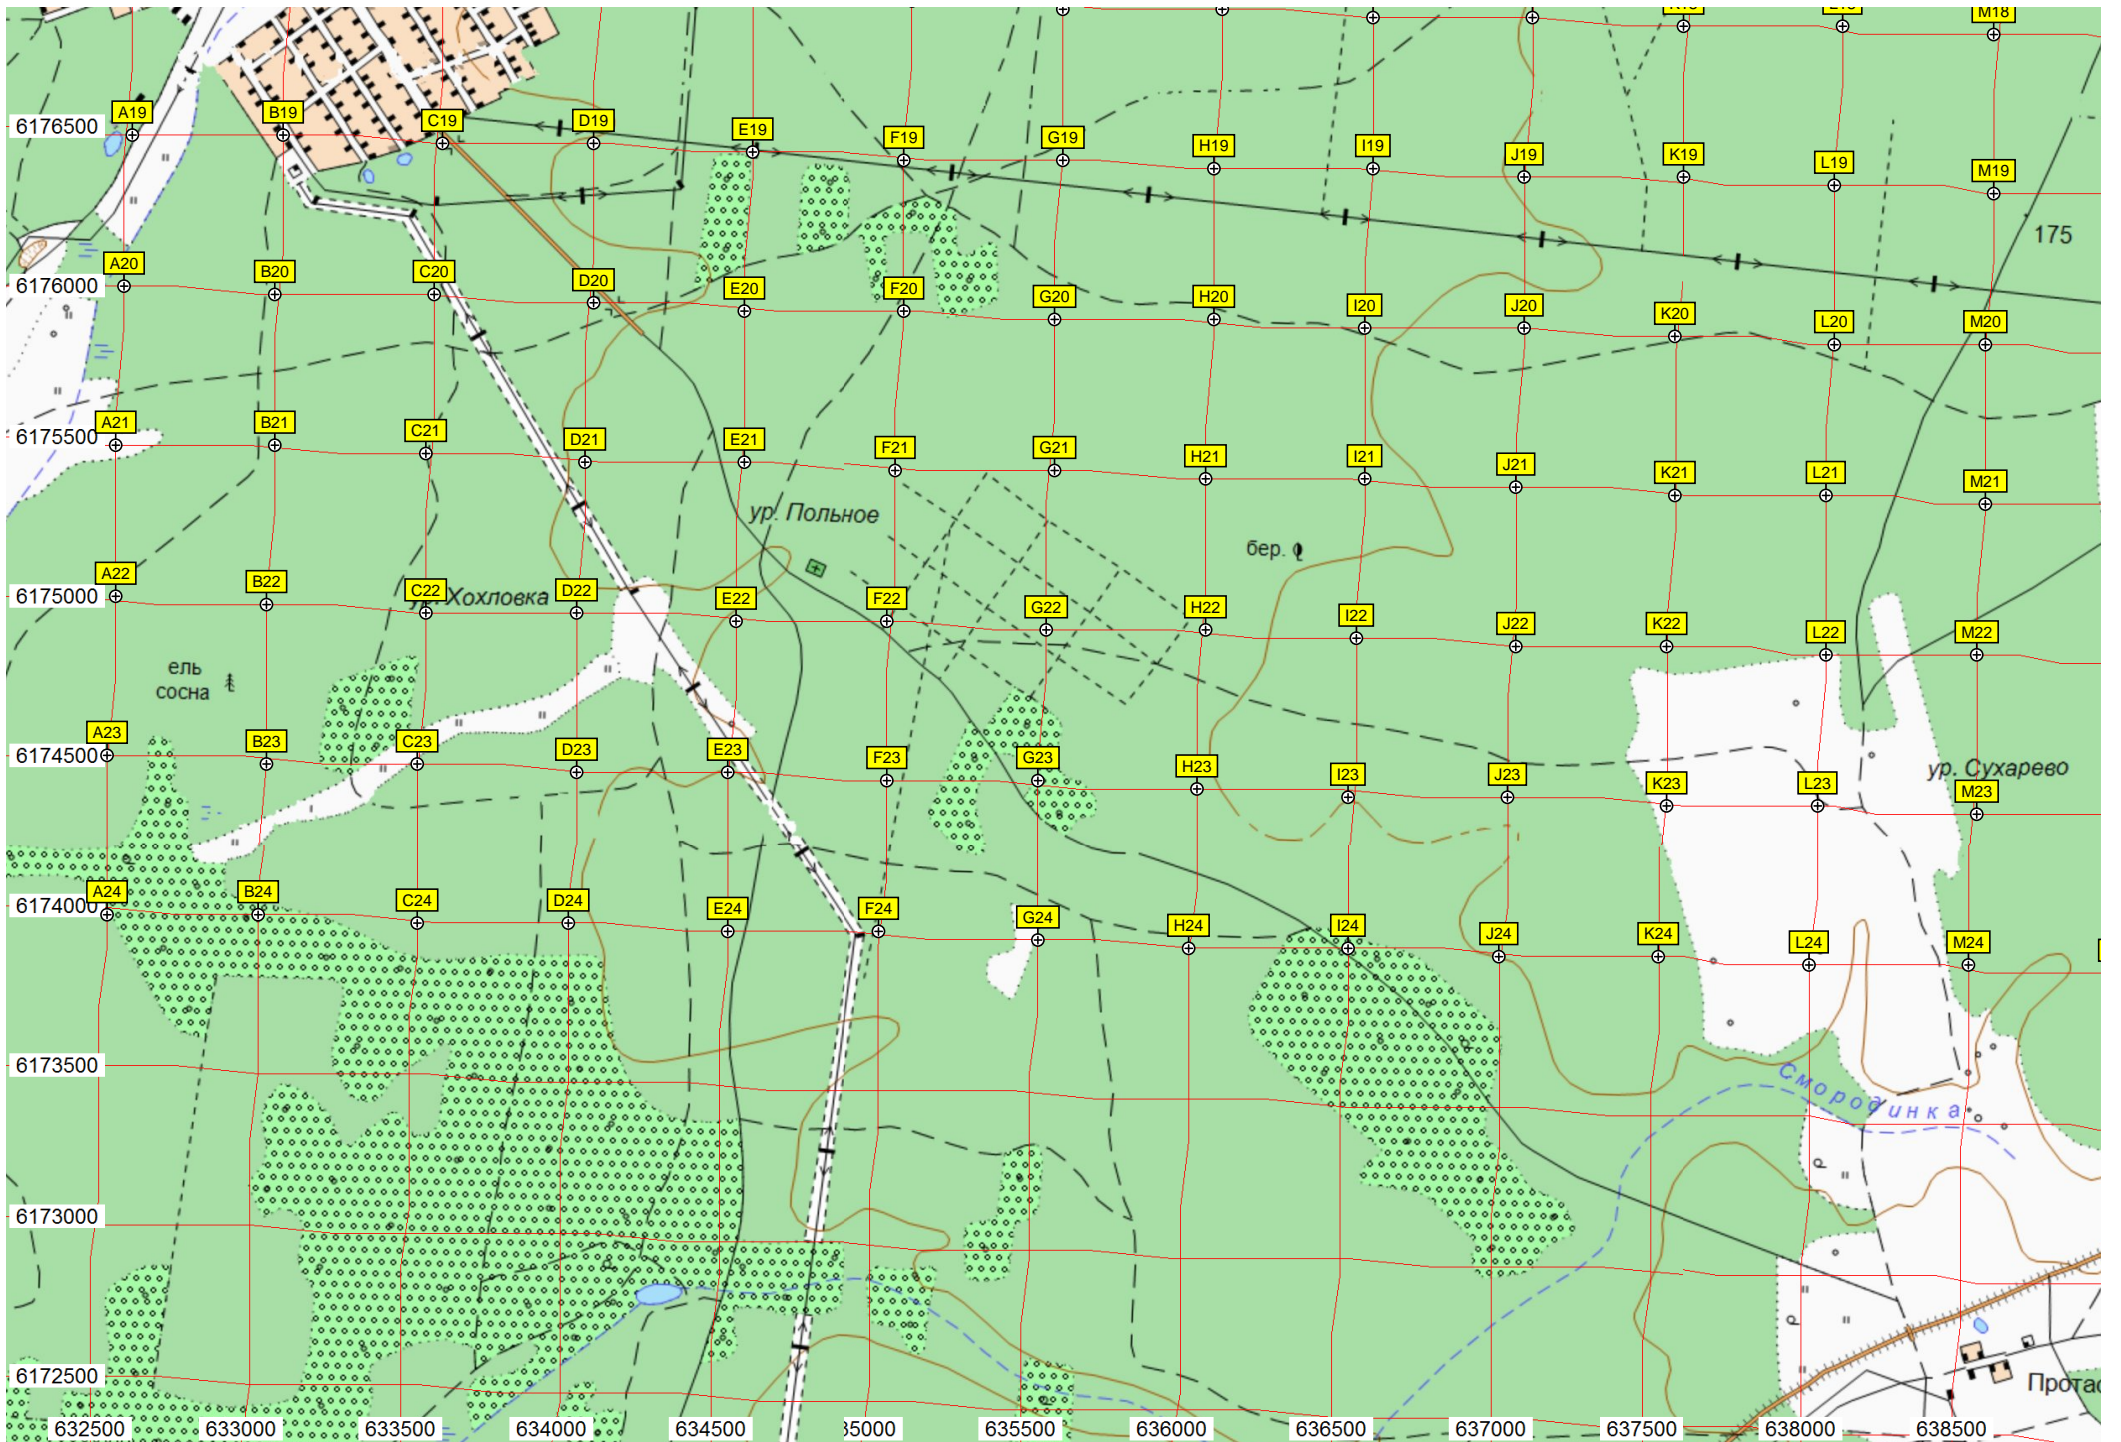 M18
A19 B19 C19 D19 E19 F19 G19 H19 I19 J19 K19 L19 M19
6176500
175
A20 B20 C20 D20 E20 F20 G20 H20 I20 J20 K20 L20 M20
6176000
A21 B21 C21 D21 E21 F21 G21 H21 I21 J21 K21 L21 M21
6175500
ур. Польное
бер.
A22 B22 C22 D22 E22 F22 G22 H22 I22 J22 K22 L22 M22
6175000
Хохловка
ель
сосна
A23 B23 C23 D23 E23 F23 G23 H23 I23 J23 K23 L23 M23
6174500
ур. Сухарево
A24 B24 C24 D24 E24 F24 G24 H24 I24 J24 K24 L24 M24
6174000
6173500
Смородинка
6173000
6172500
Протас
632500 633000 633500 634000 634500 35000 635500 636000 636500 637000 637500 638000 638500